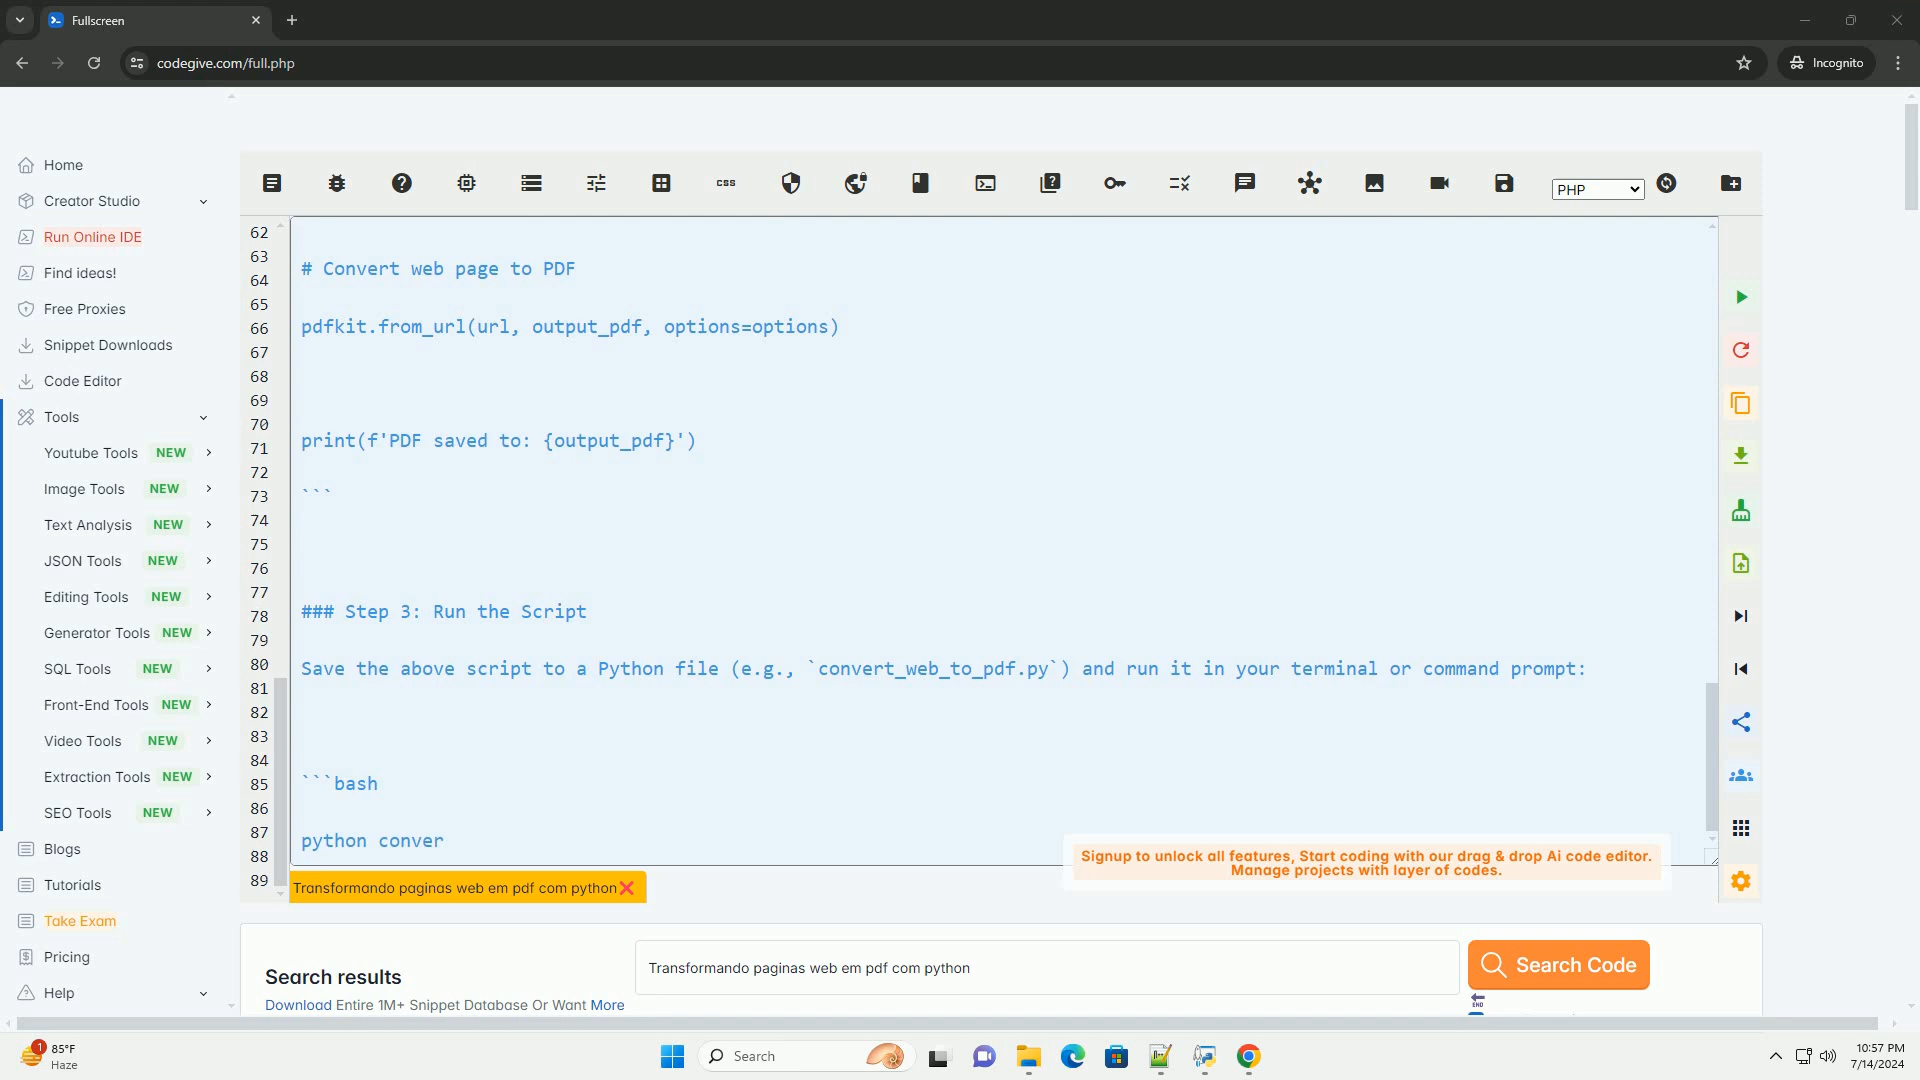 Fullscreen
codegive.com/full.php
Incognito
Home
Creator Studio
Run Online IDE
Find ideas!
Free Proxies
Snippet Downloads
Code Editor
Tools
Youtube Tools NEW
Image Tools NEW
Text Analysis NEW
JSON Tools NEW
Editing Tools NEW
Generator Tools NEW
SQL Tools NEW
Front-End Tools NEW
Video Tools NEW
Extraction Tools NEW
SEO Tools NEW
Blogs
Tutorials
Take Exam
Pricing
Help
CSS
PHP
62
63
64
65
66
67
68
69
70
71
72
73
74
75
76
77
78
79
80
81
82
83
84
85
86
87
88
89
# Convert web page to PDF
pdfkit.from_url(url, output_pdf, options=options)
print(f'PDF saved to: {output_pdf}')
```
### Step 3: Run the Script
Save the above script to a Python file (e.g., `convert_web_to_pdf.py`) and run it in your terminal or command prompt:
```bash
python conver
Signup to unlock all features, Start coding with our drag & drop Ai code editor.
Manage projects with layer of codes.
Transformando paginas web em pdf com python❌
Search results
Download Entire 1M+ Snippet Database Or Want More
Transformando paginas web em pdf com python
Search Code
END
1
85°F
Haze
Search
10:57 PM
7/14/2024